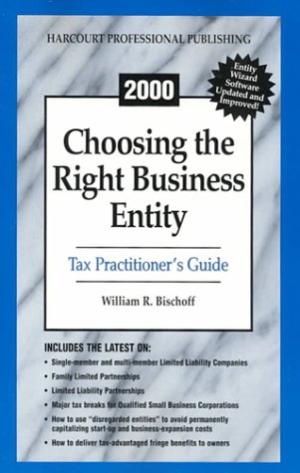 HARCOURT PROFESSIONAL PUBLISHING
Entity
Wizard
Software
Updated and
Improved!
2000
Choosing the
Right Business
Entity
Tax Practitioner's Guide
William R. Bischoff
INCLUDES THE LATEST ON:
• Single-member and multi-member Limited Liability Companies
• Family Limited Partnerships
• Limited Liability Partnerships
• Major tax breaks for Qualified Small Business Corporations
• How to use "disregarded entities" to avoid permanently
capitalizing start-up and business-expansion costs
• How to deliver tax-advantaged fringe benefits to owners